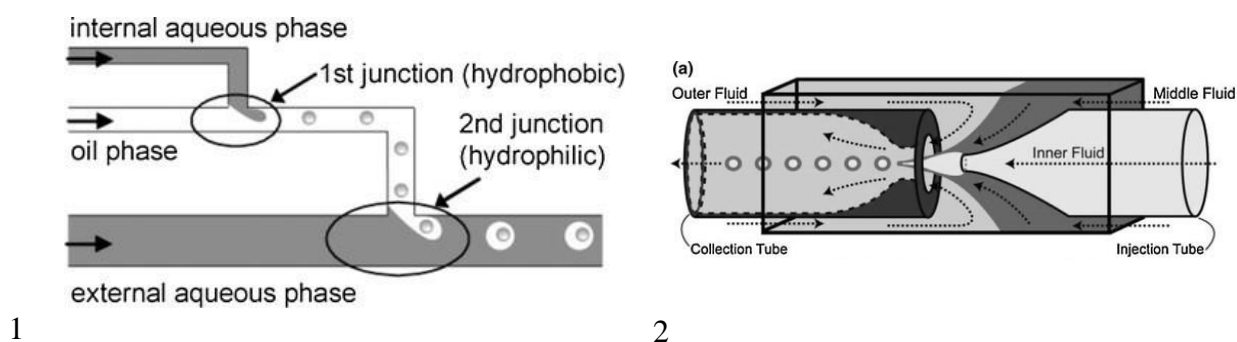 internal aqueous phase
1st junction (hydrophobic)
oil phase
2nd junction
(hydrophilic)
external aqueous phase
1
(a)
Outer Fluid
Middle Fluid
Inner Fluid
Collection Tube
Injection Tube
2